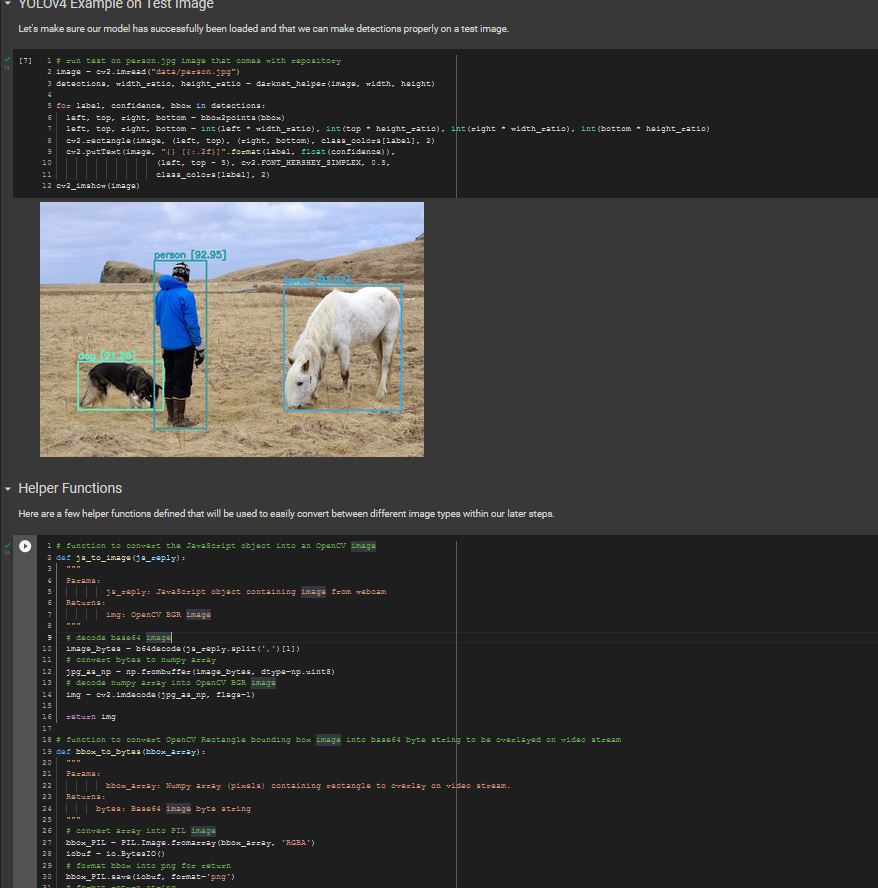 YOLOv4 Example on Test Image
Let's make sure our model has successfully been loaded and that we can make detections properly on a test image.
[7]
1 # run test on person.jpg image that comes with repository
2 image = cv2.imread("data/person.jpg")
3 detections, width_ratio, height_ratio = darknet_helper(image, width, height)
4
5 for label, confidence, bbox in detections:
6 left, top, right, bottom = bbox2points(bbox)
7 left, top, right, bottom = int(left * width_ratio), int(top * height_ratio), int(right * width_ratio), int(bottom * height_ratio)
8 cv2.rectangle(image, (left, top), (right, bottom), class_colors[label], 2)
9 cv2.putText(image, "{} [{:.2f}]".format(label, float(confidence)),
10 (left, top - 5), cv2.FONT_HERSHEY_SIMPLEX, 0.5,
11 class_colors[label], 2)
12 cv2_imshow(image)
person [92.95]
dog [91.28]
Helper Functions
Here are a few helper functions defined that will be used to easily convert between different image types within our later steps.
1 # function to convert the JavaScript object into an OpenCV image
2 def js_to_image(js_reply):
3 """
4 Params:
5 js_reply: JavaScript object containing image from webcam
6 Returns:
7 img: OpenCV BGR image
8 """
9 # decode base64 image
10 image_bytes = b64decode(js_reply.split(',')[1])
11 # convert bytes to numpy array
12 jpg_as_np = np.frombuffer(image_bytes, dtype=np.uint8)
13 # decode numpy array into OpenCV BGR image
14 img = cv2.imdecode(jpg_as_np, flags=1)
15
16 return img
17
18 # function to convert OpenCV Rectangle bounding box image into base64 byte string to be overlayed on video stream
19 def bbox_to_bytes(bbox_array):
20 """
21 Params:
22 bbox_array: Numpy array (pixels) containing rectangle to overlay on video stream.
23 Returns:
24 bytes: Base64 image byte string
25 """
26 # convert array into PIL image
27 bbox_PIL = PIL.Image.fromarray(bbox_array, 'RGBA')
28 iobuf = io.BytesIO()
29 # format bbox into png for return
30 bbox_PIL.save(iobuf, format='png')
31 # format return string